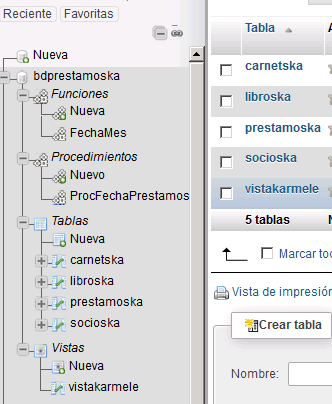 Reciente Favoritas
Nueva
bdprestamoska
Funciones
Nueva
FechaMes
Procedimientos
Nuevo
ProcFechaPrestamos
Tablas
Nueva
carnetska
libroska
prestamoska
socioska
Vistas
Nueva
vistakarmele
Tabla
carnetska
libroska
prestamoska
socioska
vistakarmele
5 tablas
Marcar
Vista de impresión
Crear tabla
Nombre: